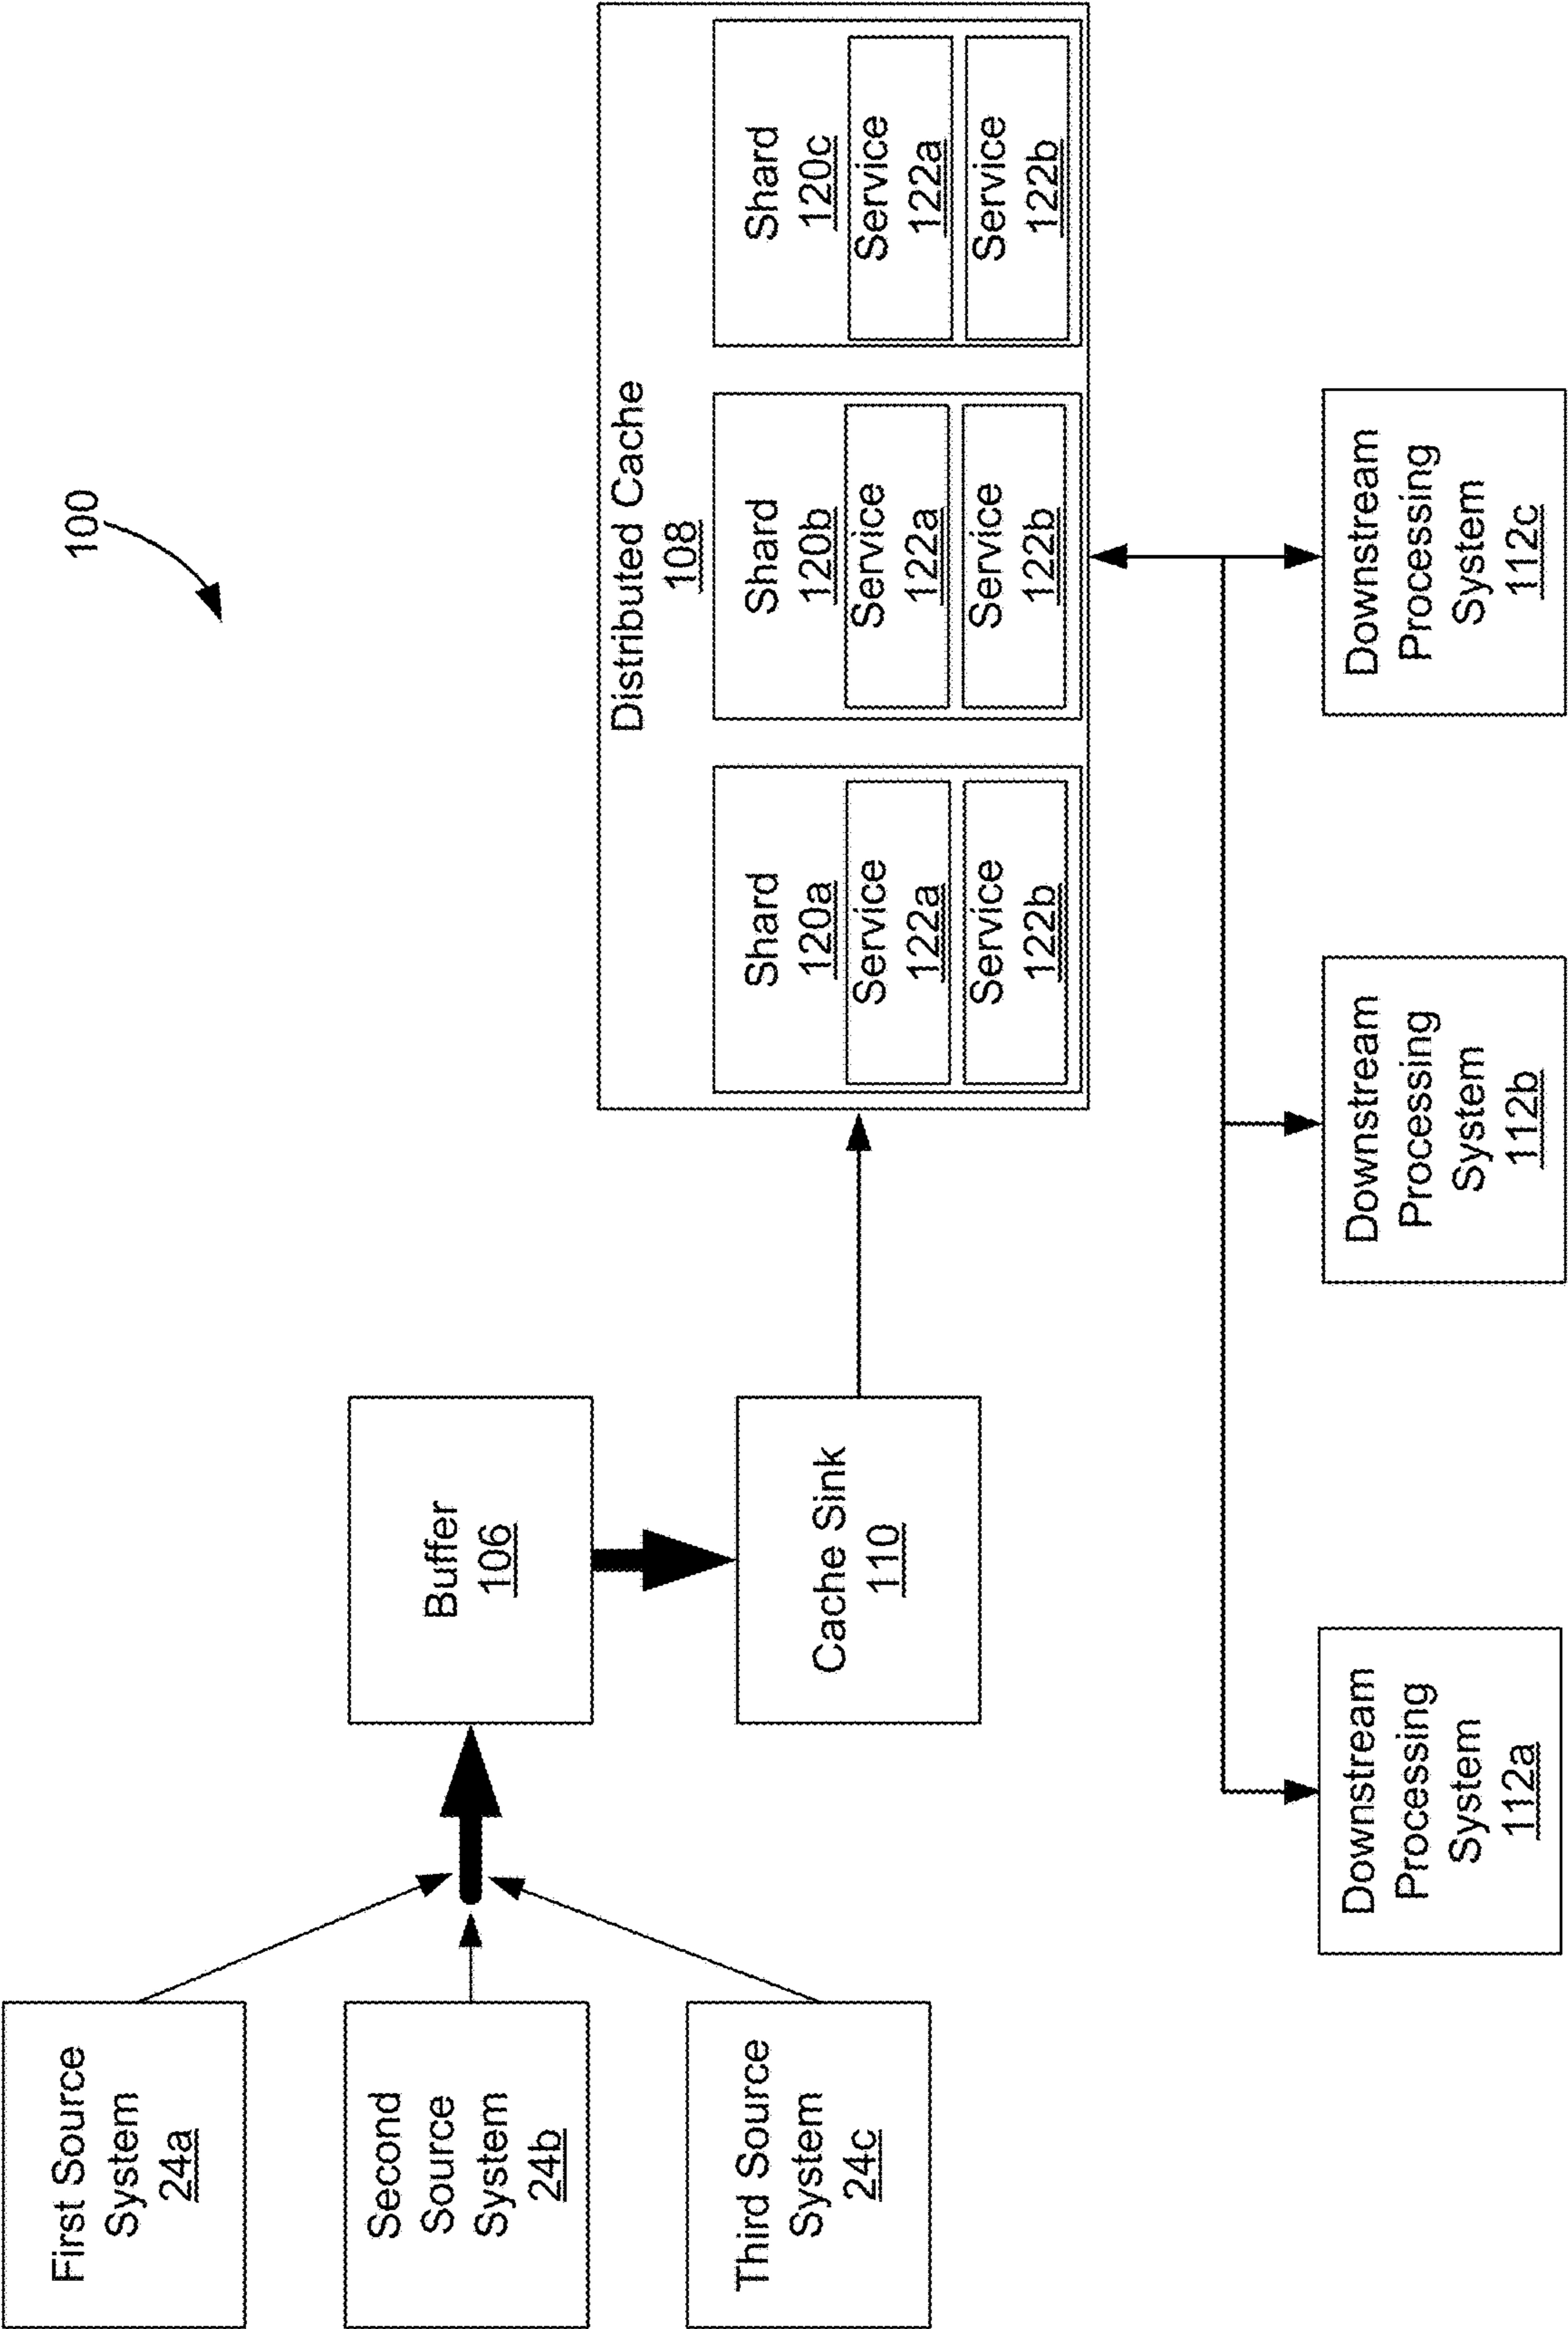 100
First Source
System
24a
Second
Source
System
24b
Third Source
System
24c
Buffer
106
Cache Sink
110
Distributed Cache
108
Shard
120a
Service
122a
Service
122b
Shard
120b
Service
122a
Service
122b
Shard
120c
Service
122a
Service
122b
Downstream
Processing
System
112a
Downstream
Processing
System
112b
Downstream
Processing
System
112c